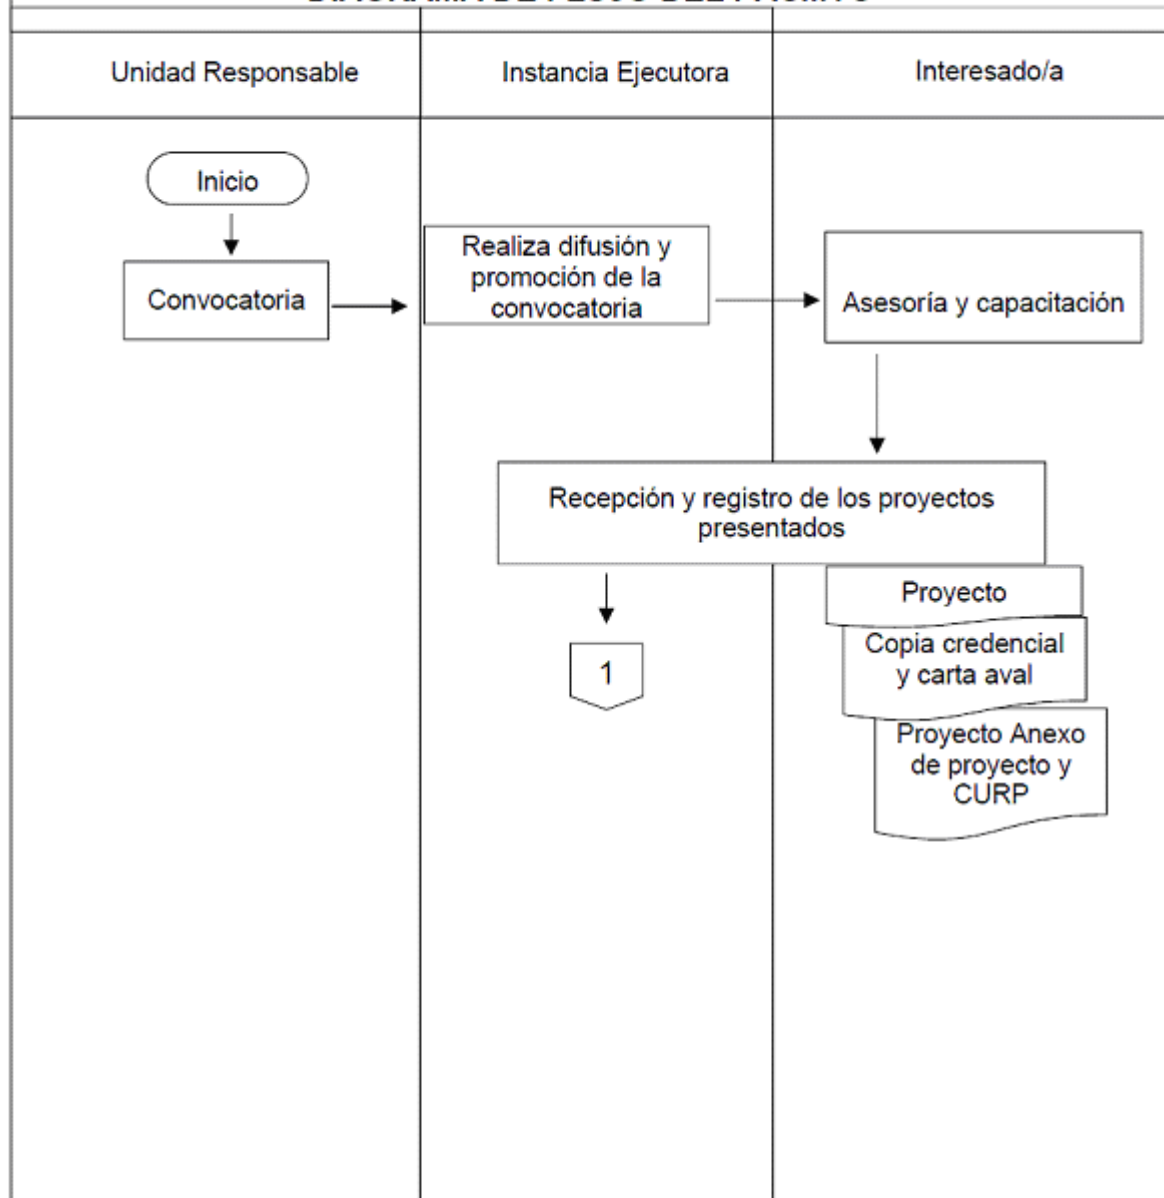 Unidad Responsable
Instancia Ejecutora
Interesado/a
Inicio
Convocatoria
Realiza difusión y
promoción de la
convocatoria
Asesoría y capacitación
Recepción y registro de los proyectos
presentados
Proyecto
Copia credencial
y carta aval
1
Proyecto Anexo
de proyecto y
CURP